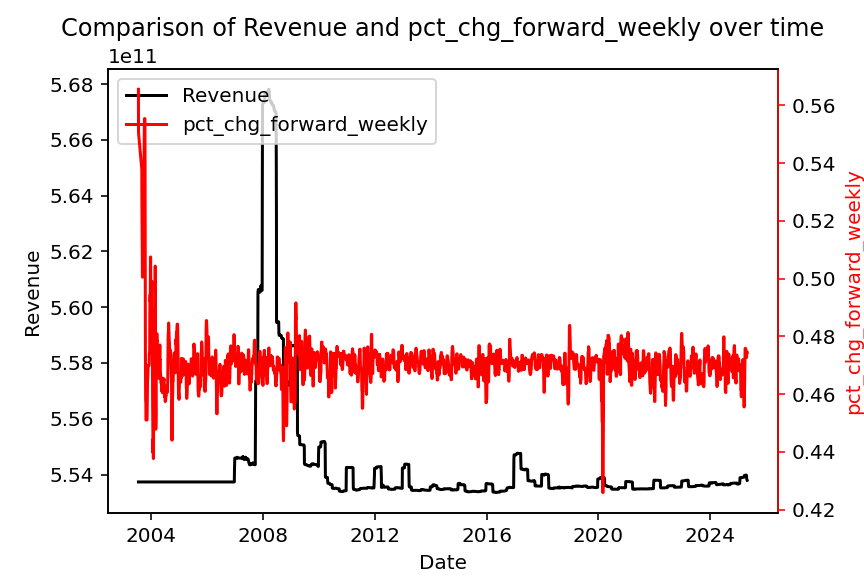 Comparison of Revenue and pct_chg_forward_weekly over time
1e11
Revenue
pct_chg_forward_weekly
5.68
5.66
5.64
5.62
5.60
5.58
5.56
5.54
Revenue
0.56
0.54
0.52
0.50
0.48
0.46
0.44
0.42
pct_chg_forward_weekly
2004 2008 2012 2016 2020 2024
Date